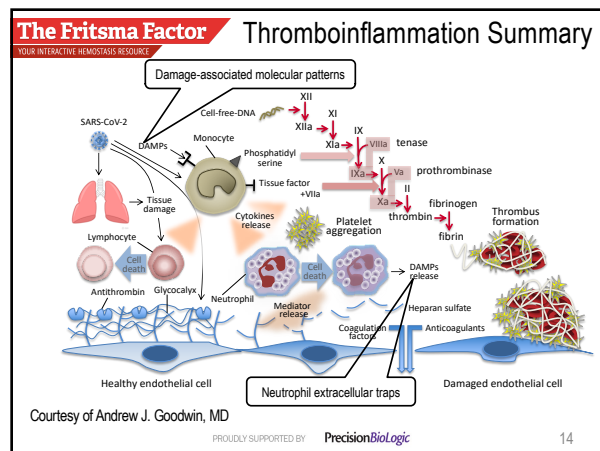 The Fritsma Factor
YOUR INTERACTIVE HEMOSTASIS RESOURCE
Thromboinflammation Summary
Damage-associated molecular patterns
SARS-CoV-2
DAMPs
Monocyte
Cell-free-DNA
XII
XIIa
XI
XIa
IX
VIIIa
tenase
Phosphatidyl
serine
IXa
X
Va
prothrombinase
Tissue factor
+VIIa
Xa
II
thrombin
fibrinogen
fibrin
Thrombus
formation
Tissue
damage
Cytokines
release
Platelet
aggregation
Lymphocyte
Cell
death
Antithrombin
Glycocalyx
Neutrophil
Cell
death
Mediator
release
DAMPs
release
Heparan sulfate
Coagulation
factors
Anticoagulants
Healthy endothelial cell
Damaged endothelial cell
Neutrophil extracellular traps
Courtesy of Andrew J. Goodwin, MD
PROUDLY SUPPORTED BY PrecisionBioLogic
14